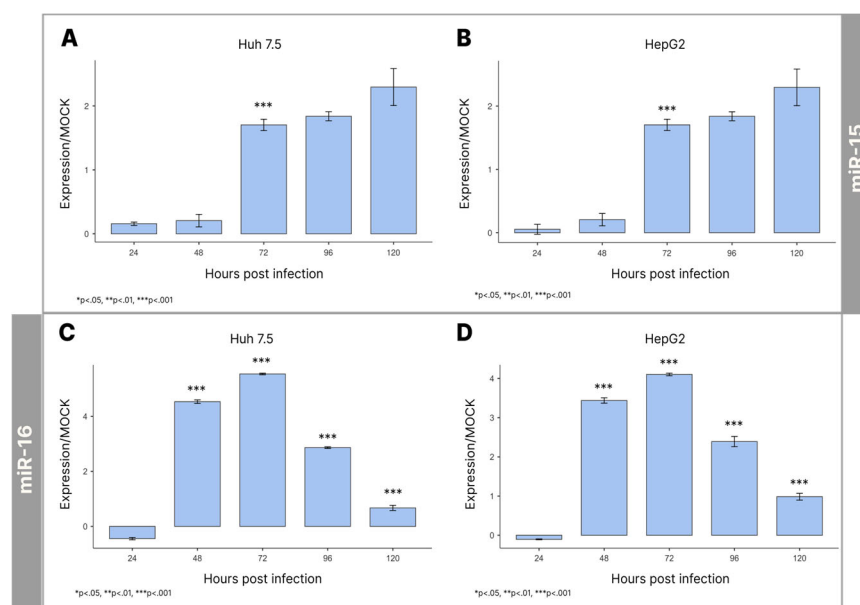 A
Huh 7.5
Expression/MOCK
2
1
0
24 48 72 96 120
***
Hours post infection
*p<.05, **p<.01, ***p<.001
B
HepG2
Expression/MOCK
2
1
0
24 48 72 96 120
***
Hours post infection
*p<.05, **p<.01, ***p<.001
miR-15
C
Huh 7.5
Expression/MOCK
4
2
0
24 48 72 96 120
*** *** *** ***
Hours post infection
*p<.05, **p<.01, ***p<.001
miR-16
D
HepG2
Expression/MOCK
4
3
2
1
0
24 48 72 96 120
*** *** *** ***
Hours post infection
*p<.05, **p<.01, ***p<.001